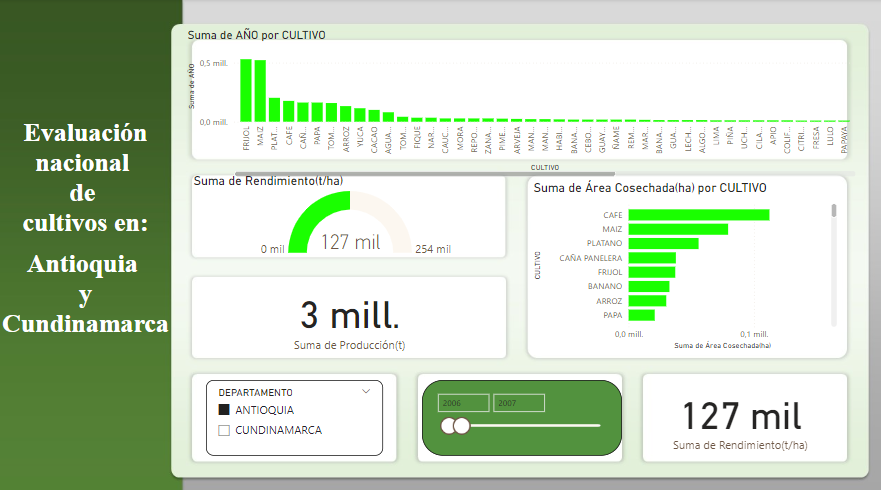 Evaluación
nacional
de
cultivos en:
Antioquia
y
Cundinamarca
Suma de AÑO por CULTIVO
Suma de AÑO
0,5 mill.
0,0 mill.
FRIJOL
MAIZ
PLAT...
CAFE
CAÑ...
PAPA
TOM...
ARROZ
YUCA
CACAO
AGUA...
TOM...
FIQUE
NAR...
CAUC...
MORA
REPO...
ZANA...
PIME...
ARVEJA
MAN...
MAN...
HABI...
BANA...
CEBO...
GUAY...
ÑAME
REM...
MAR...
BANA...
GUA...
LECH...
ALGO...
LIMA
PIÑA
UCH...
CILA...
APIO
COLIF...
CITRI...
FRESA
LULO
PAPAYA
CULTIVO
Suma de Rendimiento(t/ha)
127 mil
0 mil
254 mil
Suma de Área Cosechada(ha) por CULTIVO
CULTIVO
CAFE
MAIZ
PLATANO
CAÑA PANELERA
FRIJOL
BANANO
ARROZ
PAPA
0,0 mill.
0,1 mill.
Suma de Área Cosechada(ha)
3 mill.
Suma de Producción(t)
DEPARTAMENTO
ANTIOQUIA
CUNDINAMARCA
2006
2007
127 mil
Suma de Rendimiento(t/ha)